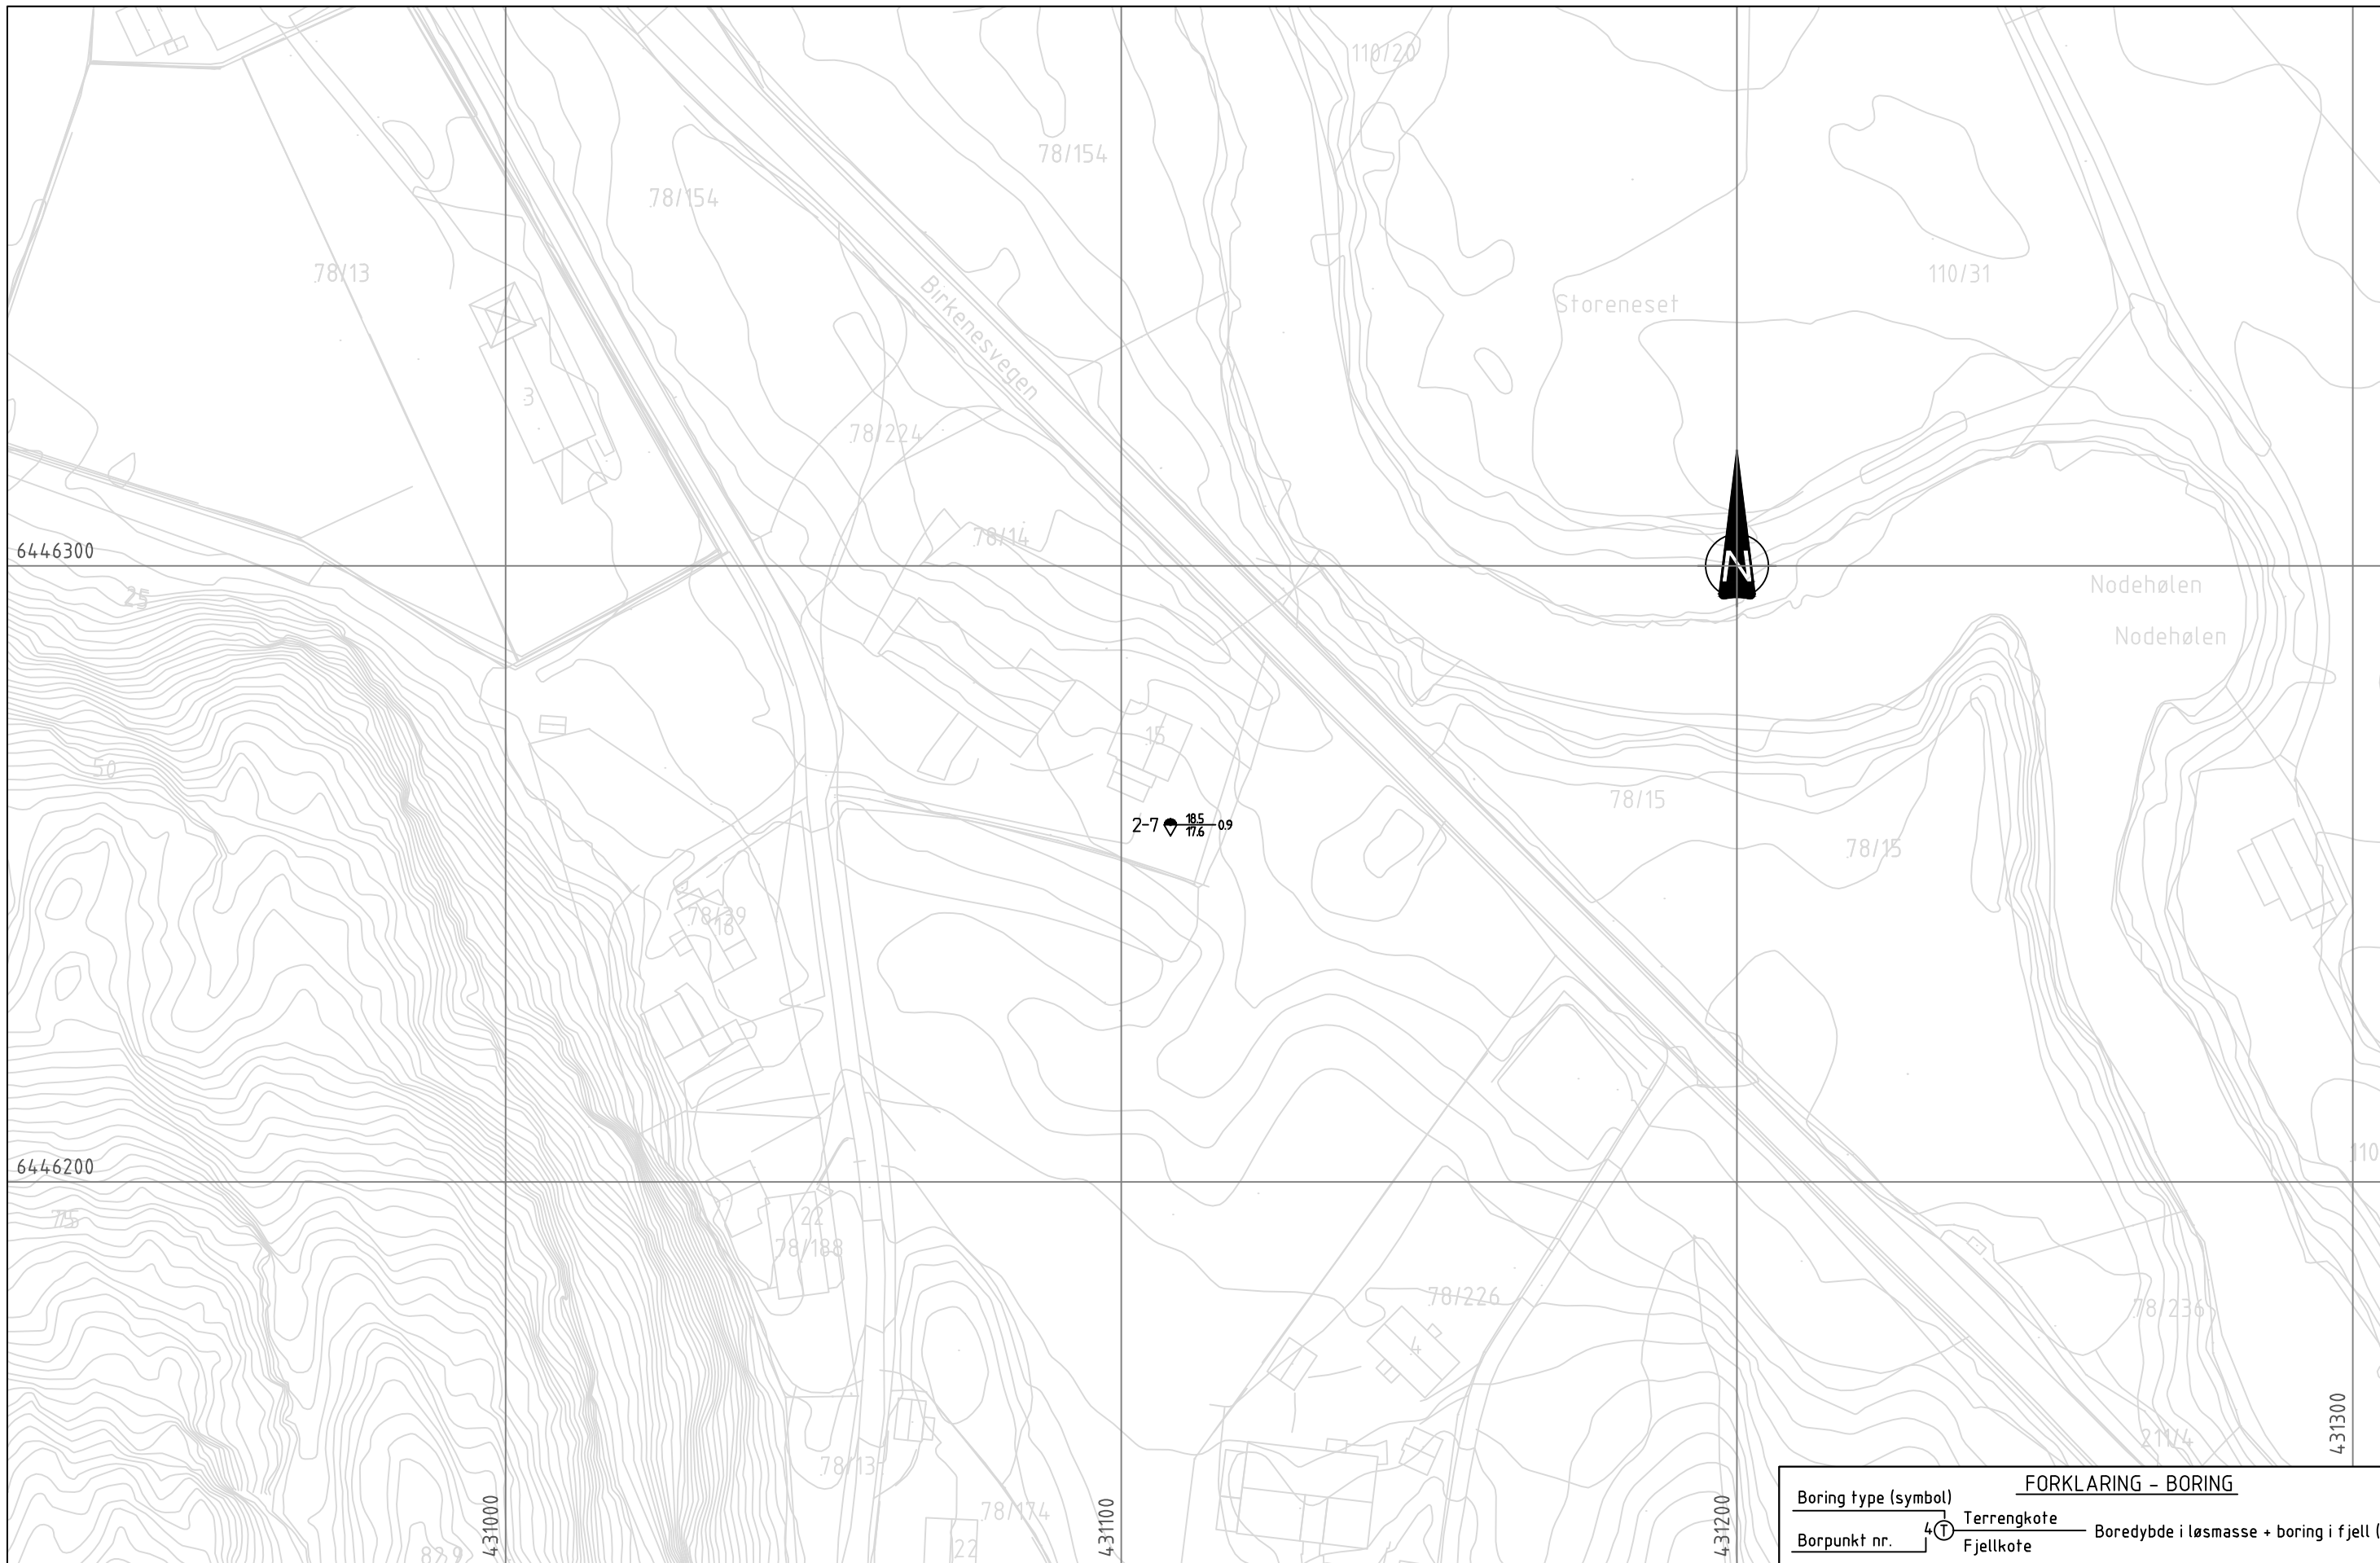 110/20
78/154
78/154
78/13
110/31
Storeneset
Birkenesvegen
3
78/224
78/14
6446300
N
25
Nodehølen
Nodehølen
15
50
78/15
2-7 18.5 0.9
17.6
78/15
78/39
18
6446200
110
75
22
78/188
78/226
78/236
4
211/4
78/13
78/174
22
82.9
431000
431100
431200
431300
FORKLARING - BORING
Boring type (symbol)
Terrengkote
4 T Boredybde i løsmasse + boring i fjell (
Borpunkt nr.
Fjellkote